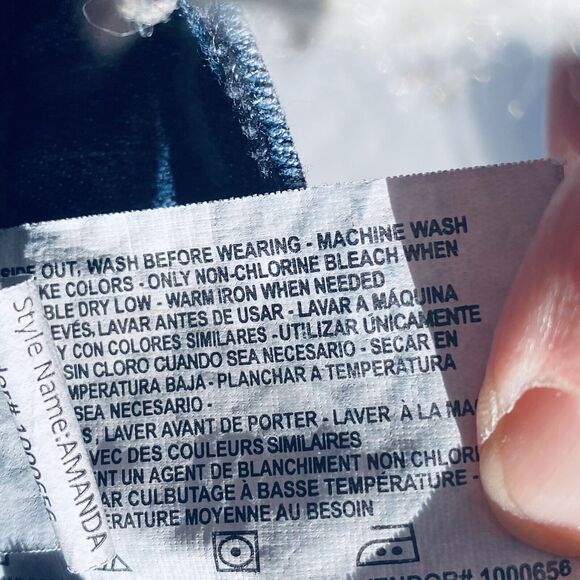 SIDE OUT, WASH BEFORE WEARING - MACHINE WASH
KE COLORS - ONLY NON-CHLORINE BLEACH WHEN
BLE DRY LOW - WARM IRON WHEN NEEDED
EVÉS, LAVAR ANTES DE USAR - LAVAR A MÁQUINA
Y CON COLORES SIMILARES -UTILIZAR ÚNICAMENTE
SIN CLORO CUANDO SEA NECESARIO - SECAR EN
MPERATURA BAJA - PLANCHAR A TEMPERATURA
SEA NECESARIO -
S, LAVER AVANT DE PORTER - LAVER À LA MA
VEC DES COULEURS SIMILAIRES
NT UN AGENT DE BLANCHIMENT NON CHLORI
AR CULBUTAGE À BASSE TEMPÉRATURE -
ÉRATURE MOYENNE AU BESOIN
Style Name:AMANDA
DOR# 1000656